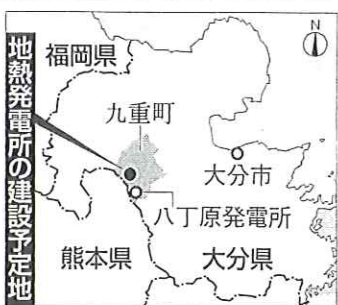 地熱発電所の建設予定地
N
福岡県
九重町
大分市
八丁原発電所
熊本県
大分県